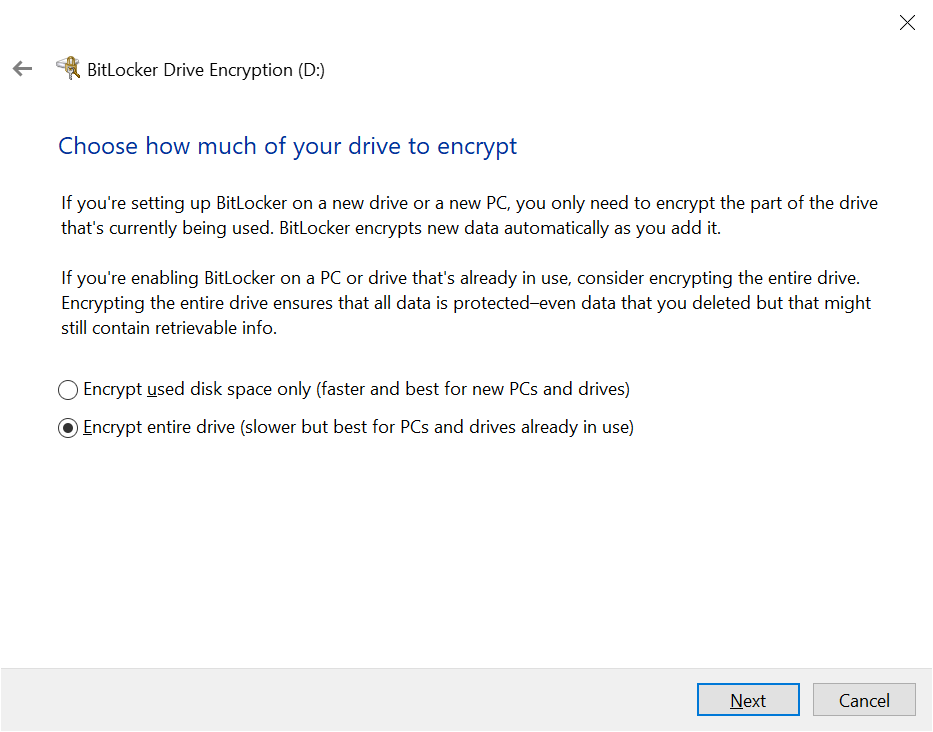 BitLocker Drive Encryption (D:)
Choose how much of your drive to encrypt
If you're setting up BitLocker on a new drive or a new PC, you only need to encrypt the part of the drive
that's currently being used. BitLocker encrypts new data automatically as you add it.
If you're enabling BitLocker on a PC or drive that's already in use, consider encrypting the entire drive.
Encrypting the entire drive ensures that all data is protected–even data that you deleted but that might
still contain retrievable info.
Encrypt used disk space only (faster and best for new PCs and drives)
Encrypt entire drive (slower but best for PCs and drives already in use)
Next Cancel